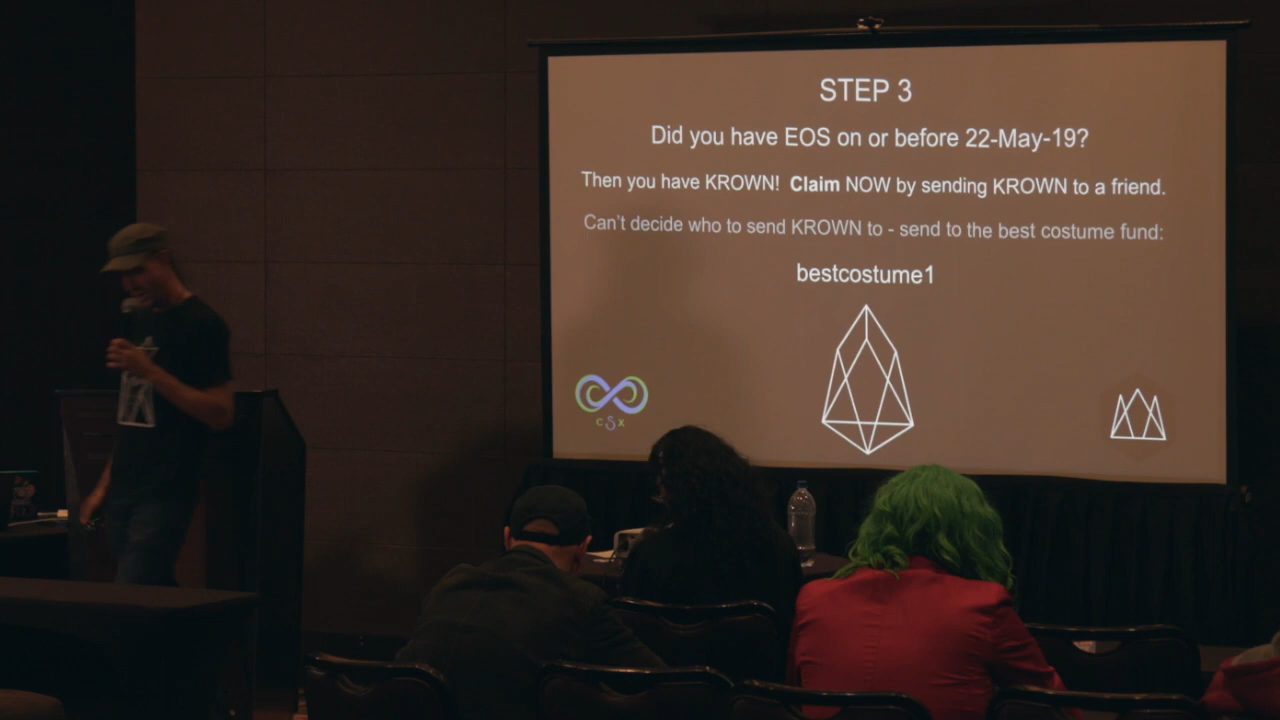 STEP 3
Did you have EOS on or before 22-May-19?
Then you have KROWN! Claim NOW by sending KROWN to a friend.
Can't decide who to send KROWN to - send to the best costume fund:
bestcostume1
CSX